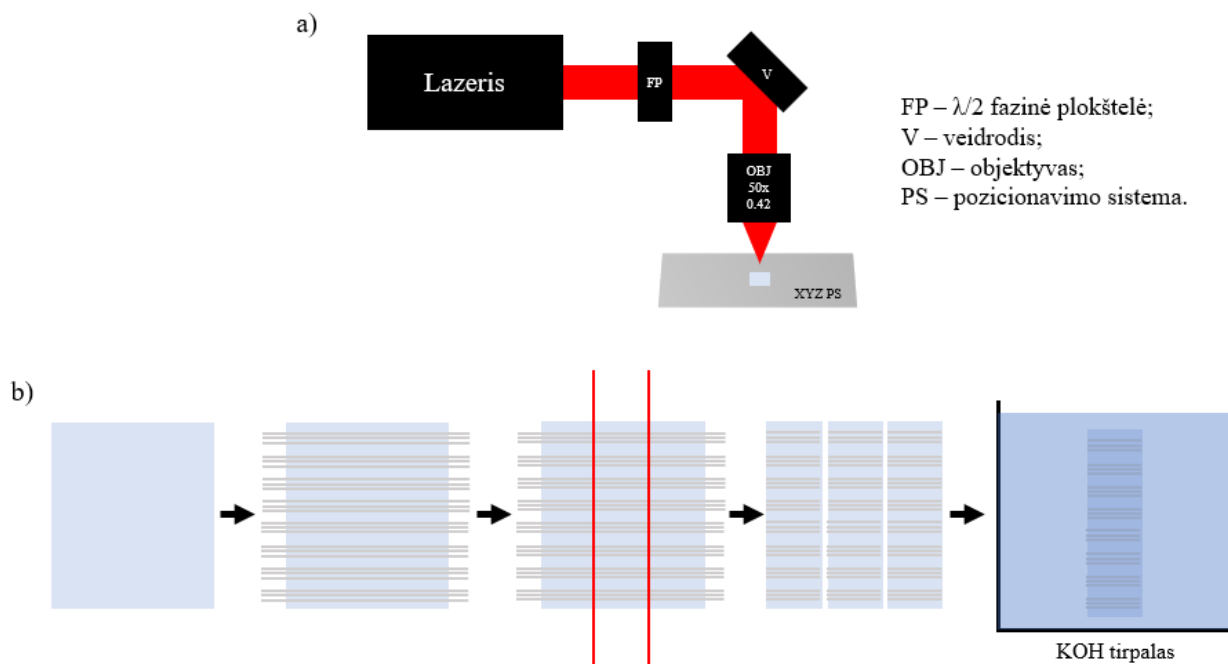 a)
Lazeris
FP
V
OBJ
50x
0.42
XYZ PS
FP – λ/2 fazinė plokštelė;
V – veidrodis;
OBJ – objektyvas;
PS – pozicionavimo sistema.
b)
KOH tirpalas